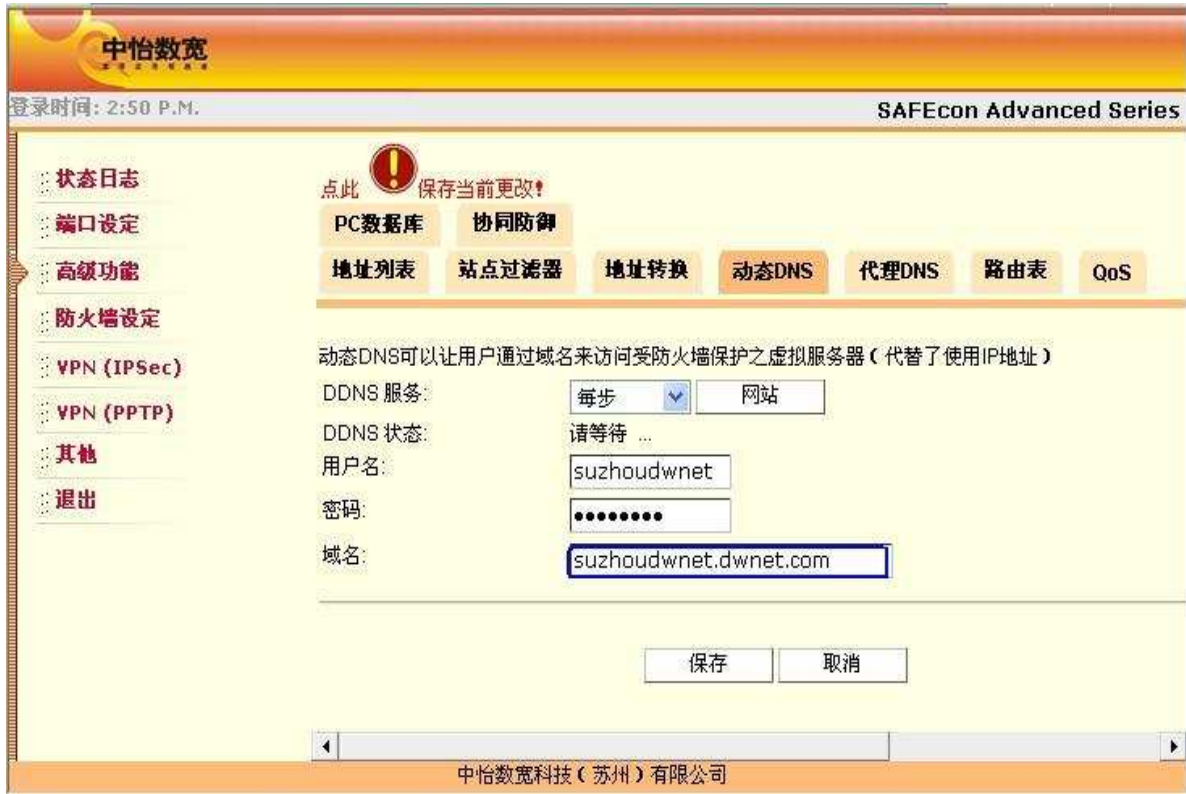 中怡数宽
登录时间: 2:50 P.M.
SAFEcon Advanced Series
状态日志
端口设定
高级功能
防火墙设定
VPN (IPSec)
VPN (PPTP)
其他
退出
点此 保存当前更改!
PC数据库 协同防御
地址列表 站点过滤器 地址转换 动态DNS 代理DNS 路由表 QoS
动态DNS可以让用户通过域名来访问受防火墙保护之虚拟服务器(代替了使用IP地址)
DDNS 服务: 每步 网站
DDNS 状态: 请等待 ...
用户名: suzhoudwnet
密码: ••••••••
域名: suzhoudwnet.dwnet.com
保存 取消
中怡数宽科技(苏州)有限公司